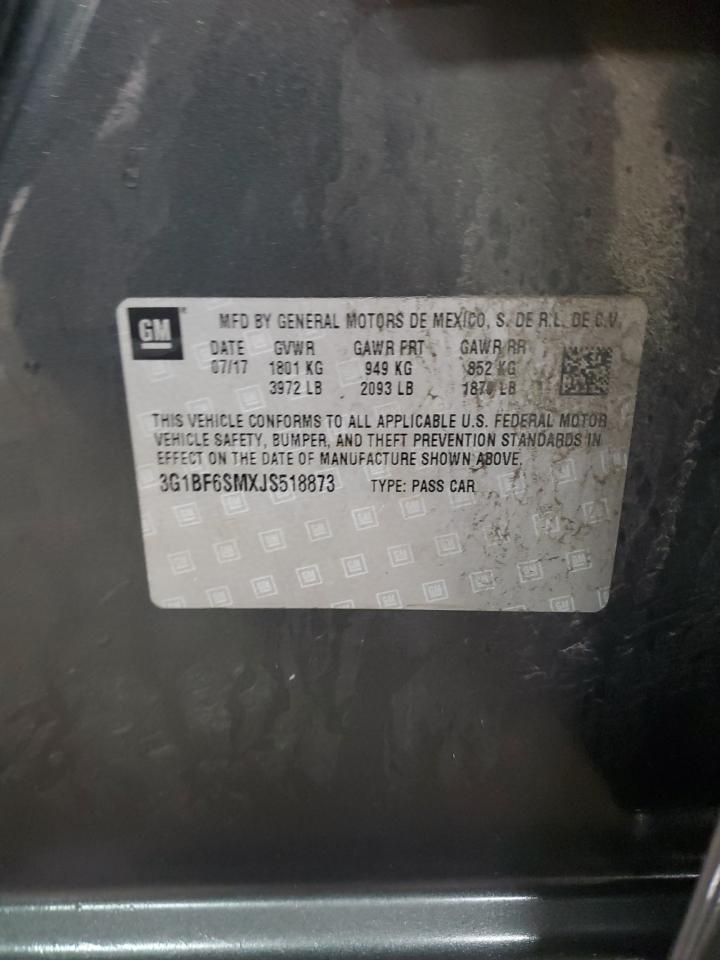 GM
MFD BY GENERAL MOTORS DE MEXICO, S. DE R.L. DE C.V.
DATE GVWR GAWR FRT GAWR RR
07/17 1801 KG 949 KG 852 KG
3972 LB 2093 LB LB
THIS VEHICLE CONFORMS TO ALL APPLICABLE U.S. FEDERAL MOTOR
VEHICLE SAFETY, BUMPER, AND THEFT PREVENTION STANDARDS IN
EFFECT ON THE DATE OF MANUFACTURE SHOWN ABOVE.
3G1BF6SMXJS518873 TYPE: PASS CAR